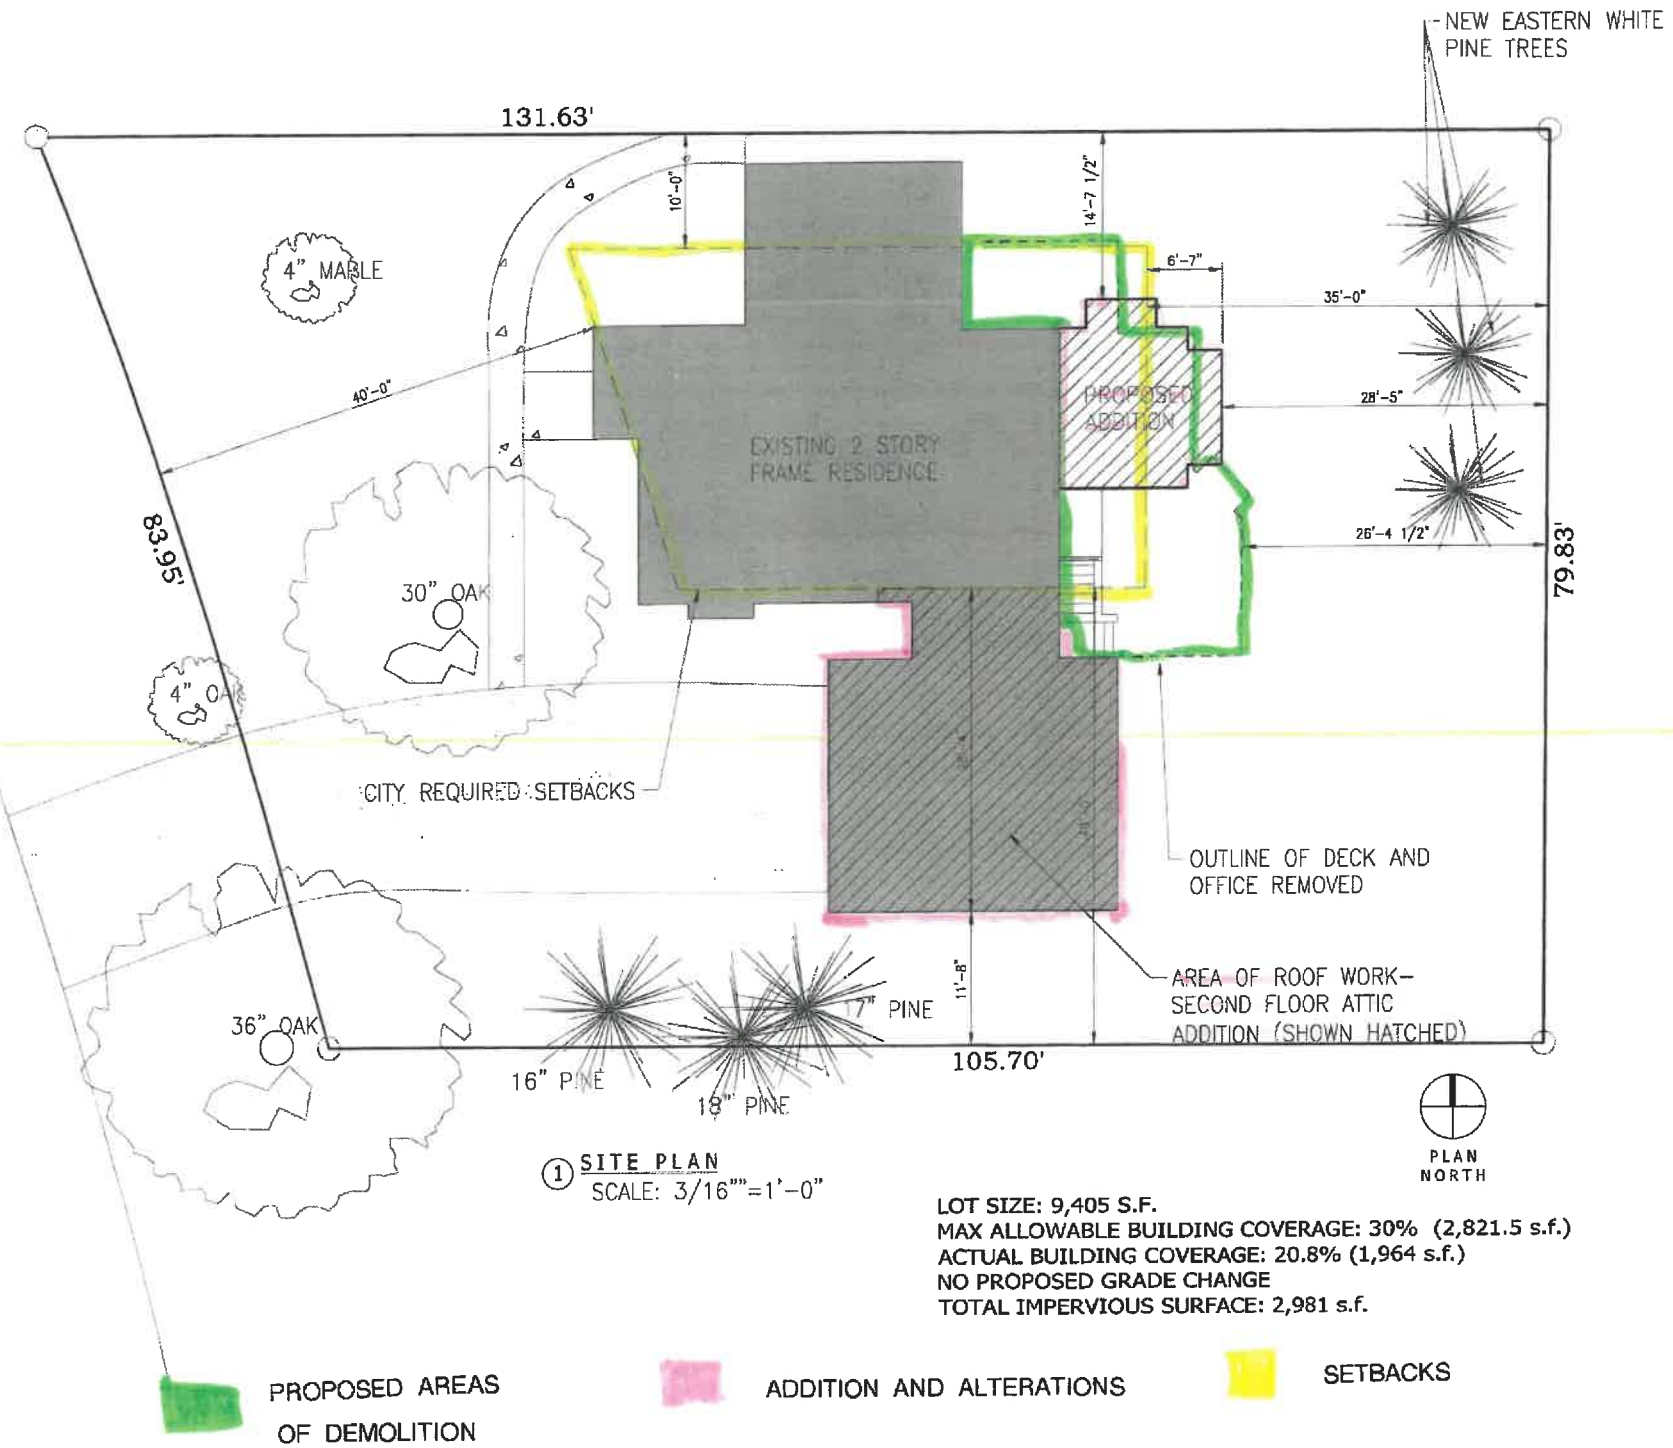 NEW EASTERN WHITE
PINE TREES
131.63'
10'-0"
14'-7 1/2"
6'-7"
35'-0"
4" MABLE
40'-0"
PROPOSED
ADDITION
28'-5"
EXISTING 2 STORY
FRAME RESIDENCE
83.95'
26'-4 1/2"
79.83'
30" OAK
4" OA
CITY REQUIRED SETBACKS
OUTLINE OF DECK AND
OFFICE REMOVED
11'-8"
AREA OF ROOF WORK-
SECOND FLOOR ATTIC
ADDITION (SHOWN HATCHED)
17" PINE
36" OAK
16" PINE
18" PINE
105.70'
PLAN
NORTH
1 SITE PLAN
SCALE: 3/16""=1'-0"
LOT SIZE: 9,405 S.F.
MAX ALLOWABLE BUILDING COVERAGE: 30% (2,821.5 s.f.)
ACTUAL BUILDING COVERAGE: 20.8% (1,964 s.f.)
NO PROPOSED GRADE CHANGE
TOTAL IMPERVIOUS SURFACE: 2,981 s.f.
PROPOSED AREAS
OF DEMOLITION
ADDITION AND ALTERATIONS
SETBACKS